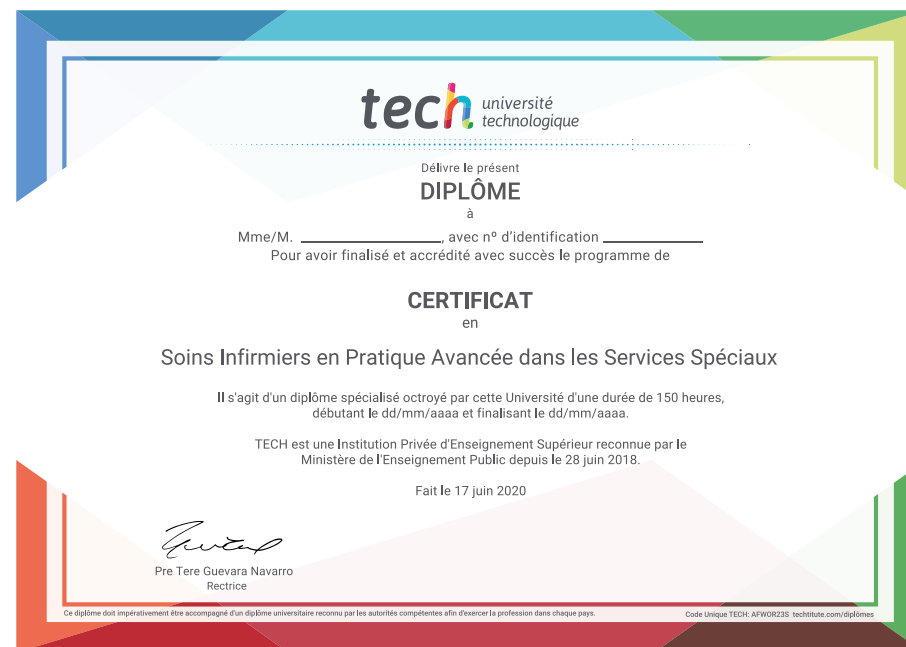 tech université
technologique
Délivre le présent
DIPLÔME
à
Mme/M. ____________________, avec nº d'identification ______________
Pour avoir finalisé et accrédité avec succès le programme de
CERTIFICAT
en
Soins Infirmiers en Pratique Avancée dans les Services Spéciaux
Il s'agit d'un diplôme spécialisé octroyé par cette Université d'une durée de 150 heures,
débutant le dd/mm/aaaa et finalisant le dd/mm/aaaa.
TECH est une Institution Privée d'Enseignement Supérieur reconnue par le
Ministère de l'Enseignement Public depuis le 28 juin 2018.
Fait le 17 juin 2020
Pre Tere Guevara Navarro
Rectrice
Ce diplôme doit impérativement être accompagné d'un diplôme universitaire reconnu par les autorités compétentes afin d'exercer la profession dans chaque pays.
Code Unique TECH: AFWOR23S techtitute.com/diplômes